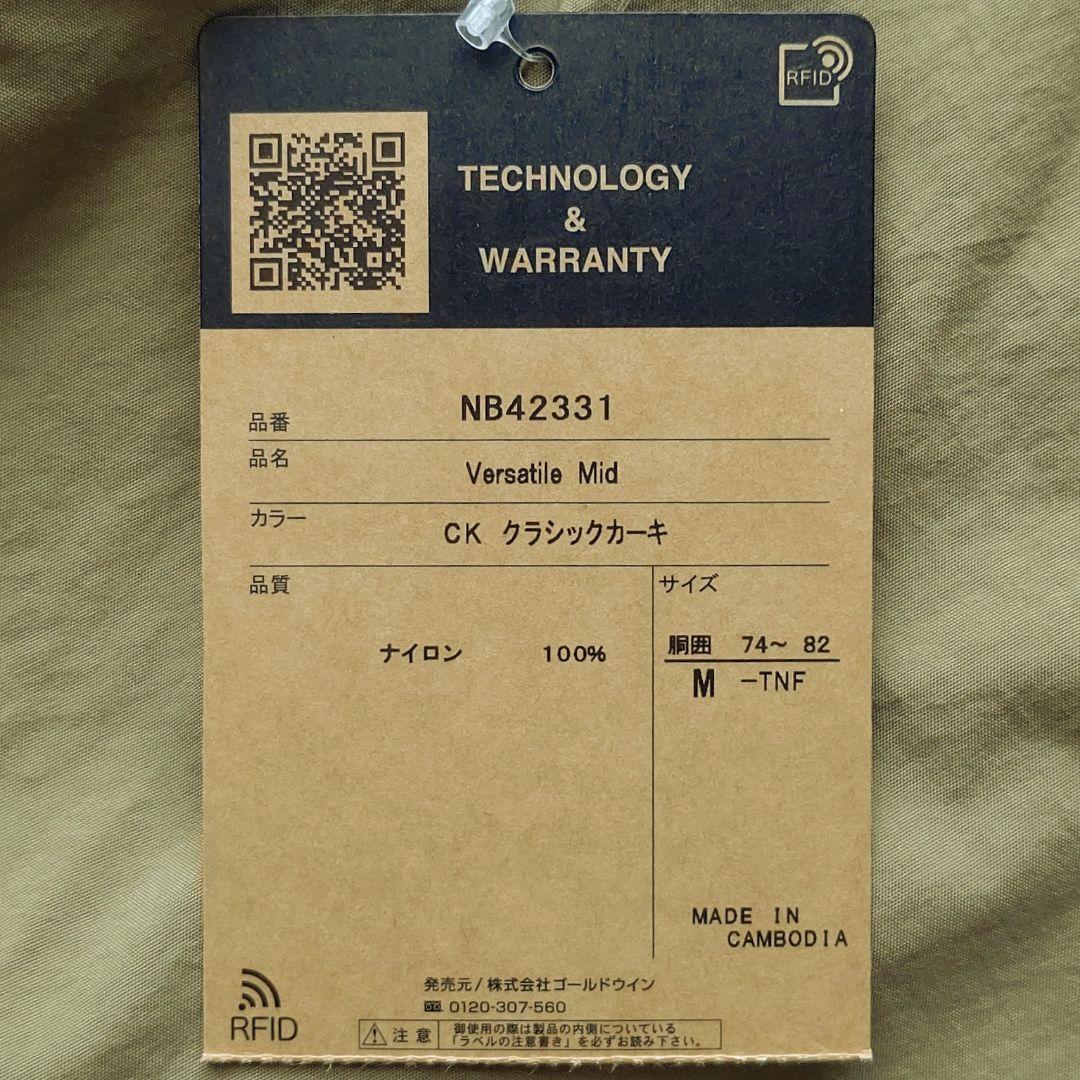 RFID
TECHNOLOGY
&
WARRANTY
品番 NB42331
品名 Versatile Mid
カラー CK クラシックカーキ
品質
ナイロン 100%
サイズ
胴囲 74～ 82
M -TNF
MADE IN
CAMBODIA
発売元/株式会社ゴールドウイン
0120-307-560
RFID
注意
御使用の際は製品の内側についている
「ラベルの注意書き」を必ずお読み下さい。